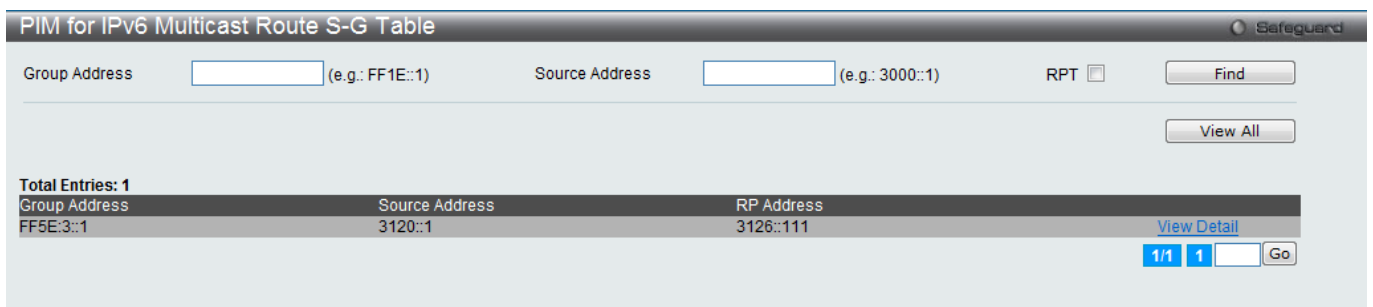 PIM for IPv6 Multicast Route S-G Table Safeguard
Group Address (e.g.: FF1E::1) Source Address (e.g.: 3000::1) RPT Find
View All
Total Entries: 1
Group Address Source Address RP Address
FF5E:3::1 3120::1 3126::111 View Detail
1/1 1 Go